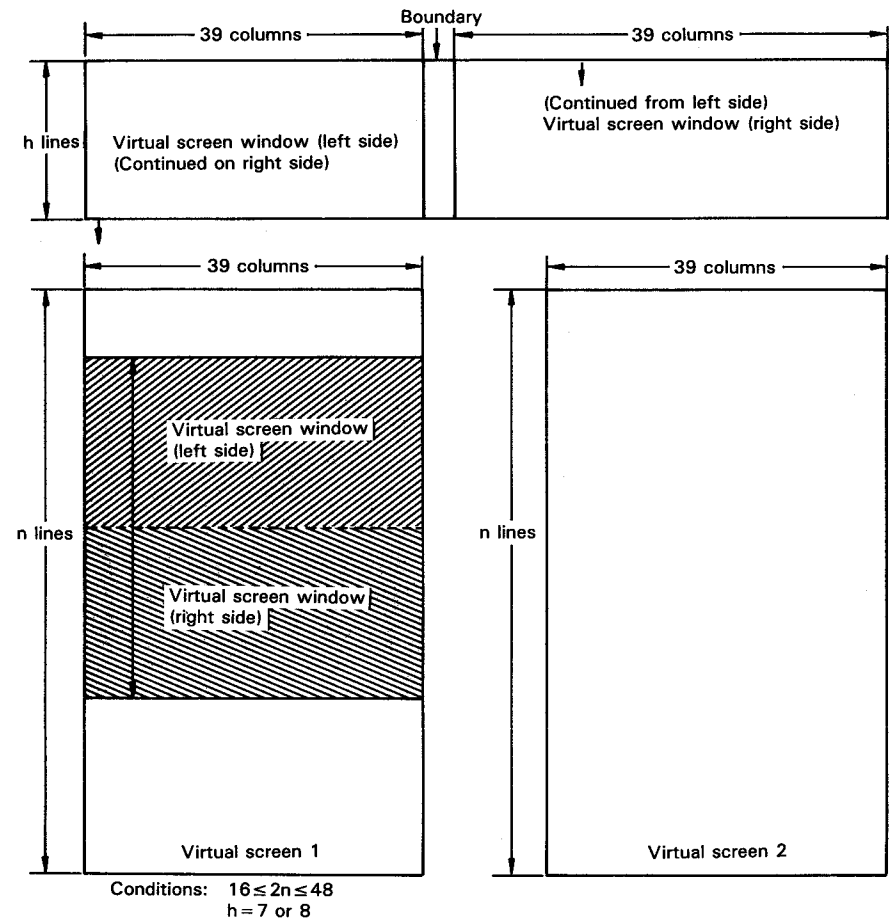 Boundary
39 columns
39 columns
h lines
Virtual screen window (left side)
(Continued on right side)
(Continued from left side)
Virtual screen window (right side)
39 columns
39 columns
n lines
Virtual screen window
(left side)
Virtual screen window
(right side)
n lines
Virtual screen 1
Virtual screen 2
Conditions: 16≤2n≤48
h=7 or 8